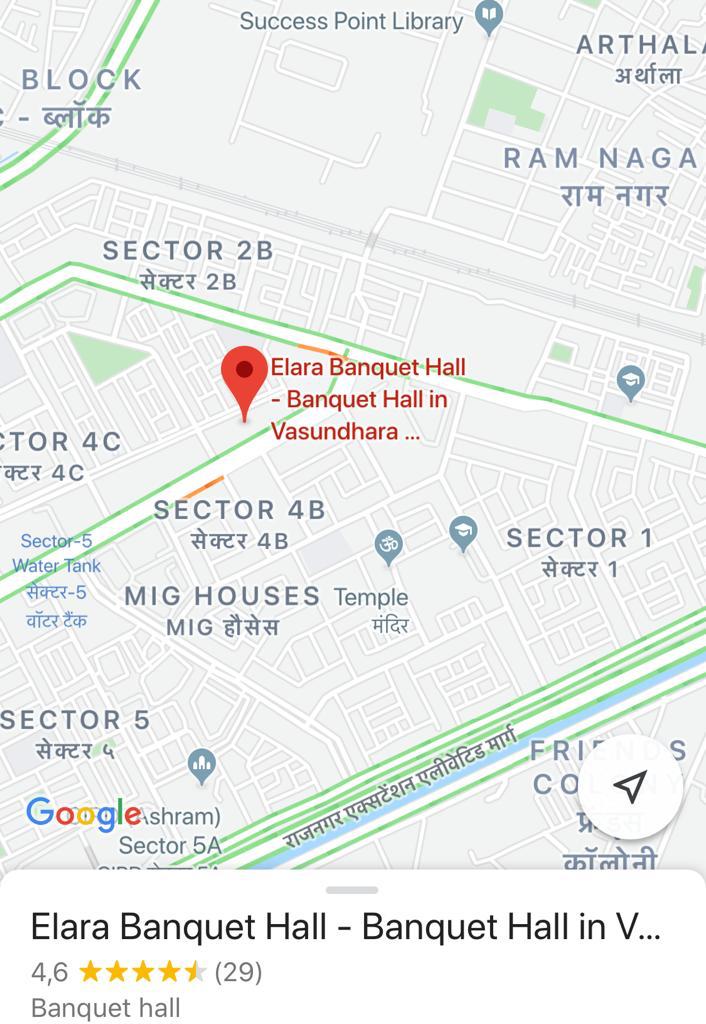 Success Point Library
ARTHALA
अर्थाला
BLOCK
C - ब्लॉक
RAM NAGA
राम नगर
SECTOR 2B
सेक्टर 2B
Elara Banquet Hall
- Banquet Hall in
Vasundhara ...
CTOR 4C
क्टर 4C
SECTOR 4B
सेक्टर 4B
SECTOR 1
सेक्टर 1
Sector-5
Water Tank
सेक्टर-5
वॉटर टैंक
MIG HOUSES
MIG हौसेस
Temple
मंदिर
SECTOR 5
सेक्टर ५
राजनगर एक्सटेंशन एलीवेटिड मार्ग
FRIENDS
CO
कॉलोनी
Google
Ashram)
Sector 5A
Elara Banquet Hall - Banquet Hall in V...
4,6 (29)
Banquet hall